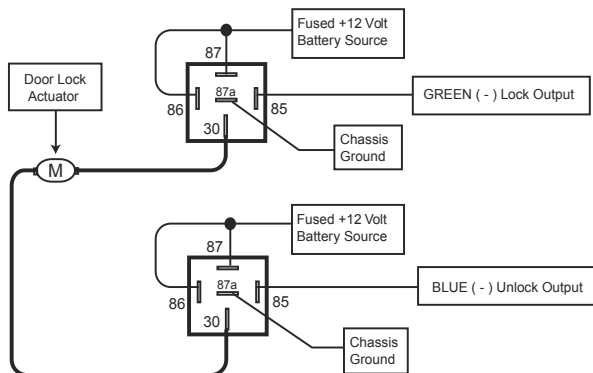 Fused +12 Volt
Battery Source
87
Door Lock
Actuator
87a
86
85
GREEN ( - ) Lock Output
30
Chassis
Ground
M
Fused +12 Volt
Battery Source
87
87a
86
85
BLUE ( - ) Unlock Output
30
Chassis
Ground